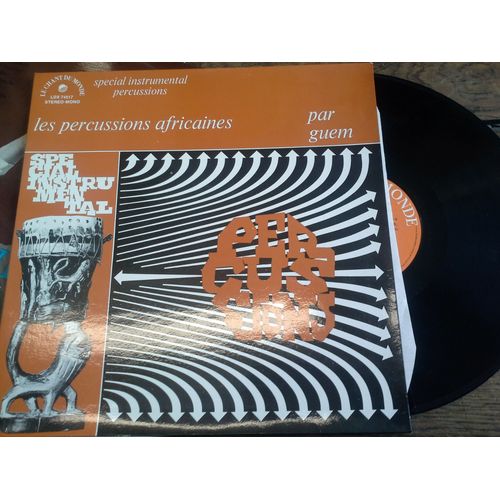 LE CHANT DU MONDE
LDX 74617
STEREO-MONO
special instrumental
percussions
les percussions africaines
par
guem
SPE
CIAL
INSTRU
MEN
TAL
PER
CUS
SIONS
MONDE